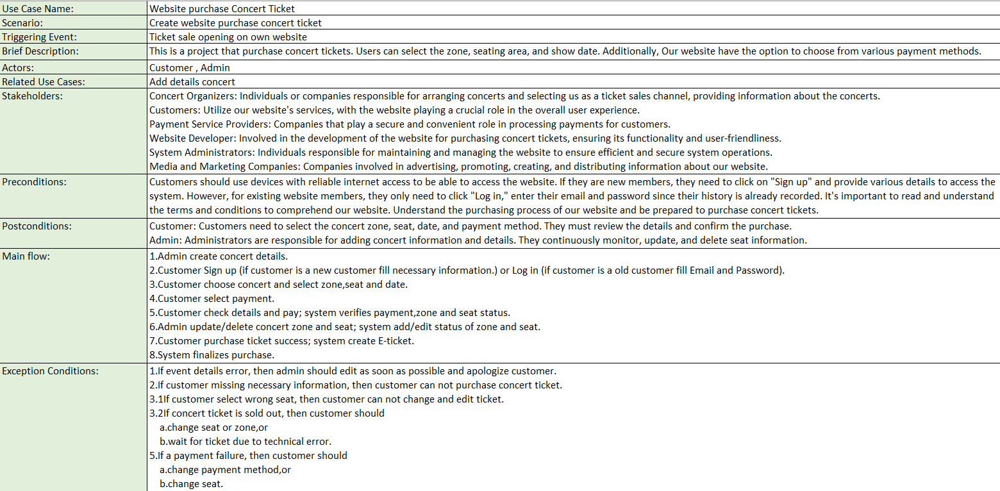 Use Case Name: Website purchase Concert Ticket
Scenario: Create website purchase concert ticket
Triggering Event: Ticket sale opening on own website
Brief Description: This is a project that purchase concert tickets. Users can select the zone, seating area, and show date. Additionally, Our website have the option to choose from various payment methods.
Actors: Customer , Admin
Related Use Cases: Add details concert
Stakeholders: Concert Organizers: Individuals or companies responsible for arranging concerts and selecting us as a ticket sales channel, providing information about the concerts.
Customers: Utilize our website's services, with the website playing a crucial role in the overall user experience.
Payment Service Providers: Companies that play a secure and convenient role in processing payments for customers.
Website Developer: Involved in the development of the website for purchasing concert tickets, ensuring its functionality and user-friendliness.
System Administrators: Individuals responsible for maintaining and managing the website to ensure efficient and secure system operations.
Media and Marketing Companies: Companies involved in advertising, promoting, creating, and distributing information about our website.
Preconditions: Customers should use devices with reliable internet access to be able to access the website. If they are new members, they need to click on "Sign up" and provide various details to access the
system. However, for existing website members, they only need to click "Log in," enter their email and password since their history is already recorded. It's important to read and understand
the terms and conditions to comprehend our website. Understand the purchasing process of our website and be prepared to purchase concert tickets.
Postconditions: Customer: Customers need to select the concert zone, seat, date, and payment method. They must review the details and confirm the purchase.
Admin: Administrators are responsible for adding concert information and details. They continuously monitor, update, and delete seat information.
Main flow: 1.Admin create concert details.
2.Customer Sign up (if customer is a new customer fill necessary information.) or Log in (if customer is a old customer fill Email and Password).
3.Customer choose concert and select zone,seat and date.
4.Customer select payment.
5.Customer check details and pay; system verifies payment,zone and seat status.
6.Admin update/delete concert zone and seat; system add/edit status of zone and seat.
7.Customer purchase ticket success; system create E-ticket.
8.System finalizes purchase.
Exception Conditions: 1.If event details error, then admin should edit as soon as possible and apologize customer.
2.If customer missing necessary information, then customer can not purchase concert ticket.
3.1If customer select wrong seat, then customer can not change and edit ticket.
3.2If concert ticket is sold out, then customer should
a.change seat or zone,or
b.wait for ticket due to technical error.
5.If a payment failure, then customer should
a.change payment method,or
b.change seat.